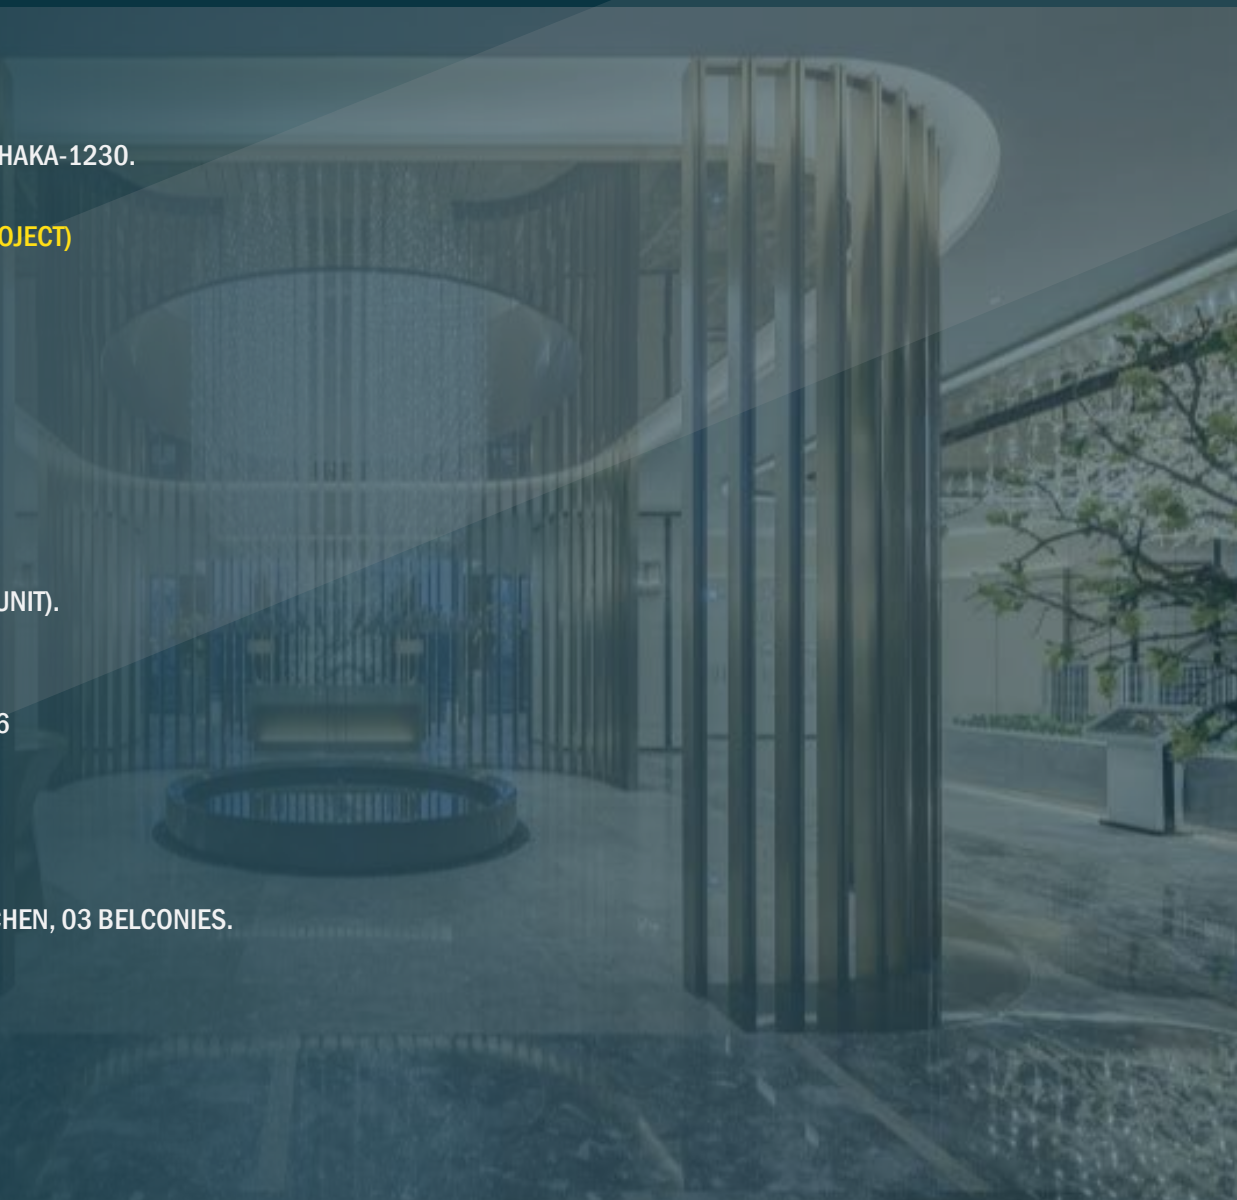 HAKA-1230.
OJECT)
UNIT).
6
CHEN, 03 BELCONIES.